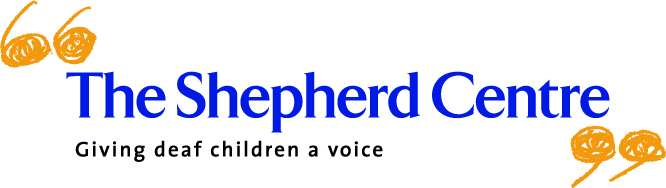 The Shepherd Centre
Giving deaf children a voice